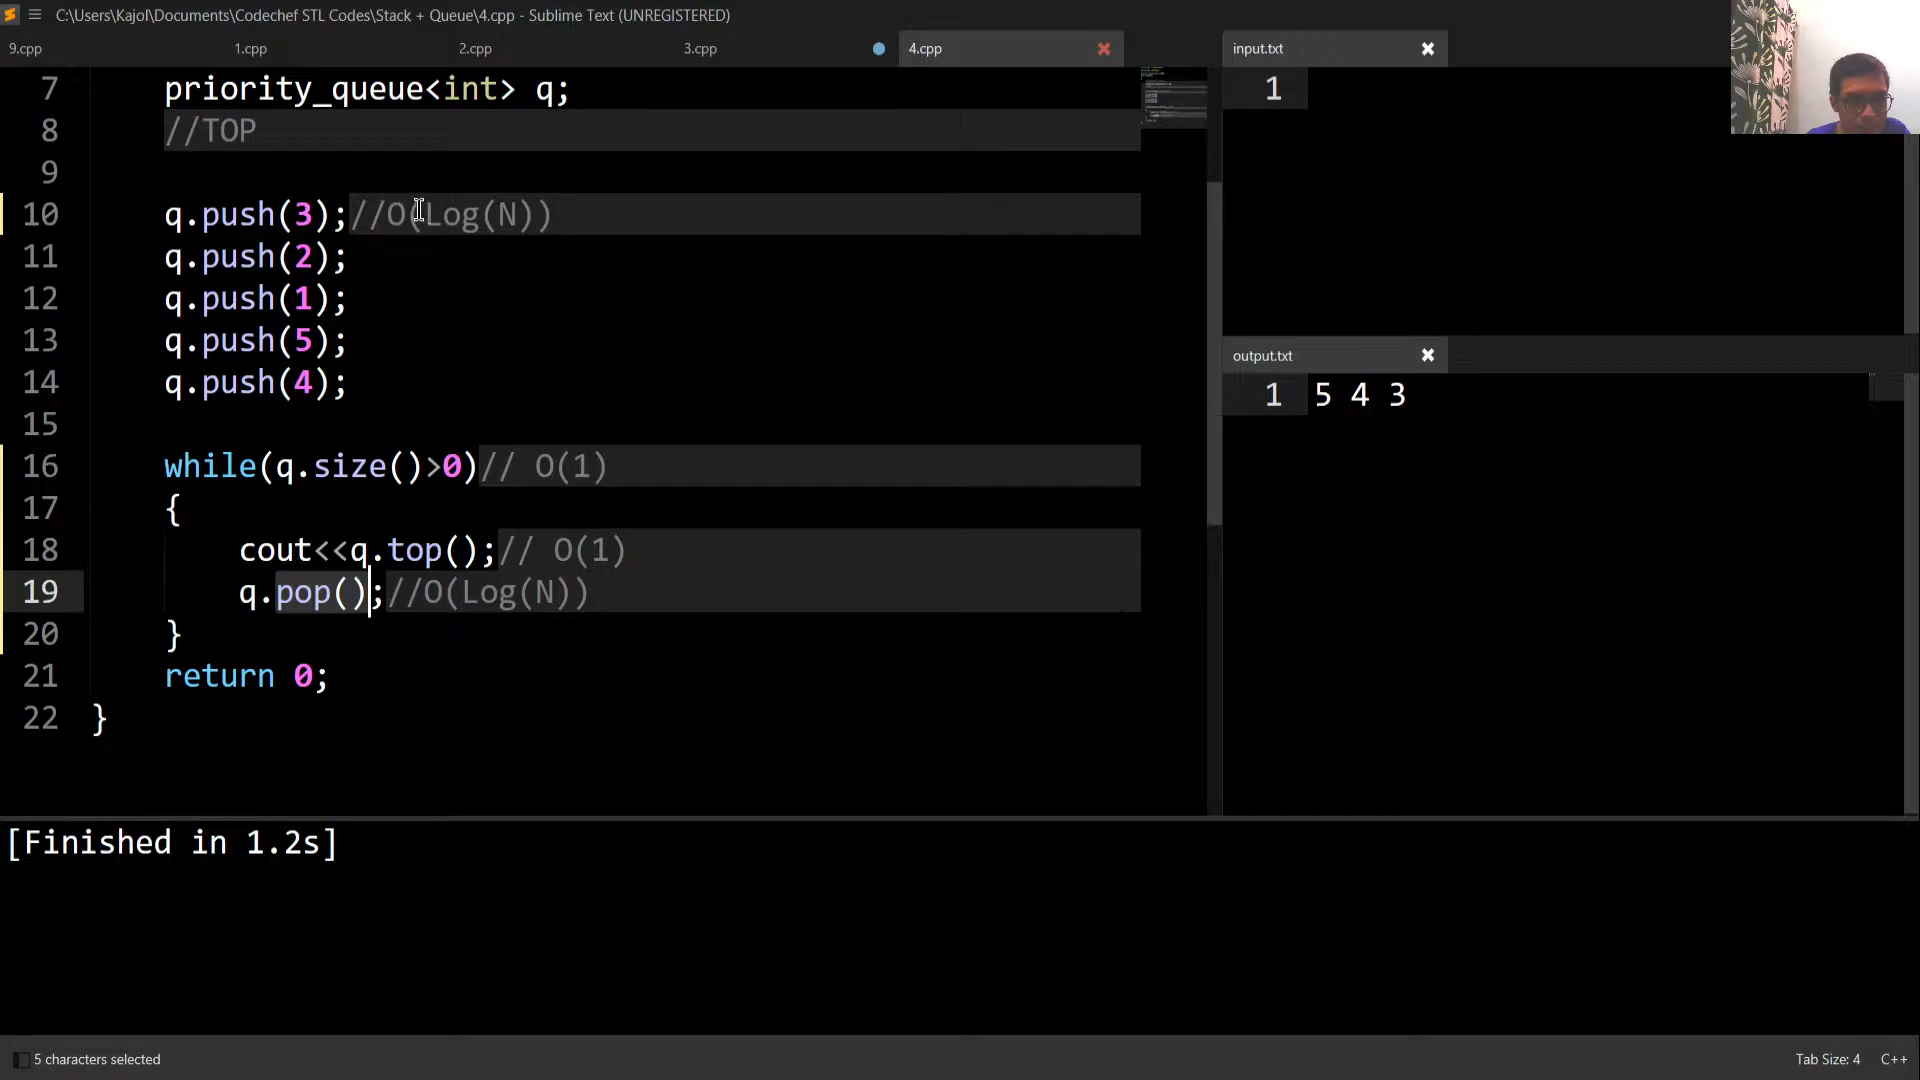 C:\Users\Kajol\Documents\Codechef STL Codes\Stack + Queue\4.cpp - Sublime Text (UNREGISTERED)
9.cpp 1.cpp 2.cpp 3.cpp 4.cpp
7 priority_queue<int> q;
8 //TOP
9
10 q.push(3);//O(Log(N))
11 q.push(2);
12 q.push(1);
13 q.push(5);
14 q.push(4);
15
16 while(q.size()>0)// O(1)
17 {
18 cout<<q.top();// O(1)
19 q.pop();//O(Log(N))
20 }
21 return 0;
22 }
input.txt
1
output.txt
1 5 4 3
[Finished in 1.2s]
5 characters selected
Tab Size: 4 C++